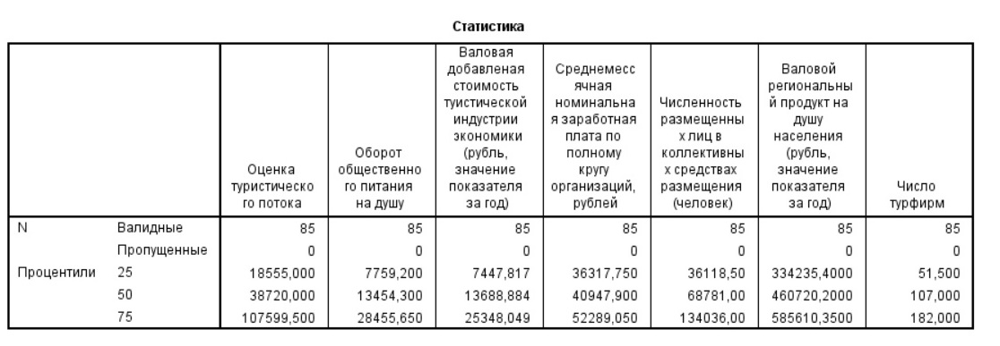 Статистика
Оценка
туристическо
го потока
Оборот
общественно
го питания
на душу
Валовая
добавленая
стоимость
туистической
индустрии
экономики
(рубль,
значение
показателя
за год)
Среднемесс
ячная
номинальна
я заработная
плата по
полному
кругу
организаций,
рублей
Численность
размещенны
х лиц в
коллективны
х средствах
размещения
(человек)
Валовой
региональны
й продукт на
душу
населения
(рубль,
значение
показателя
за год)
Число
турфирм
N Валидные 85 85 85 85 85 85 85
Пропущенные 0 0 0 0 0 0 0
Процентили 25 18555,000 7759,200 7447,817 36317,750 36118,50 334235,4000 51,500
50 38720,000 13454,300 13688,884 40947,900 68781,00 460720,2000 107,000
75 107599,500 28455,650 25348,049 52289,050 134036,00 585610,3500 182,000